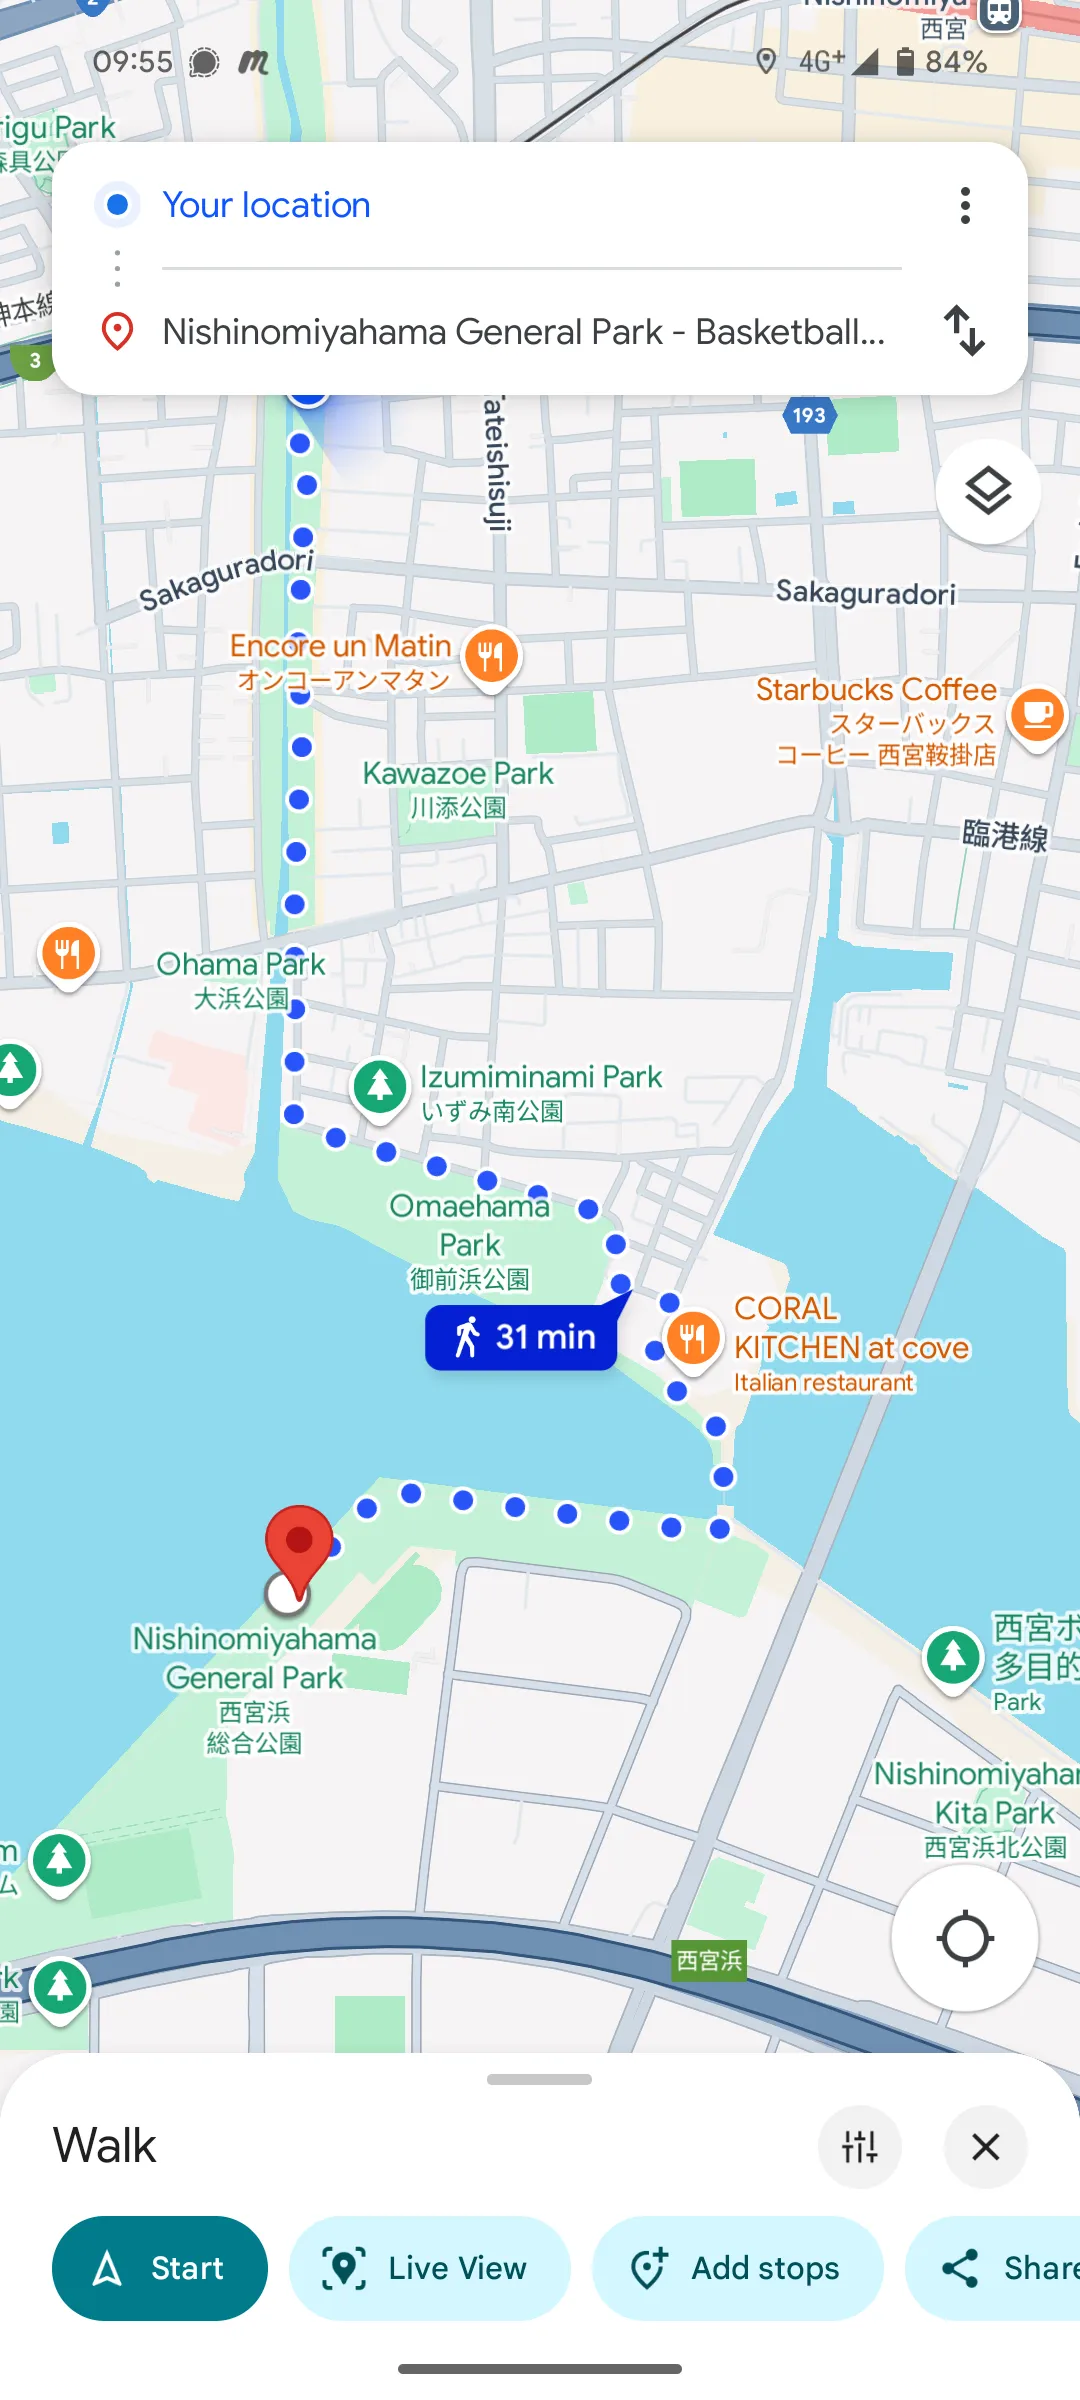 西宮
2
09:55
4G+
84%
rigu Park
Your location
Nishinomiyahama General Park - Basketball...
3
193
ateishisuji
Sakaguradori
Sakaguradori
Encore un Matin
オンコーアンマタン
Starbucks Coffee
スターバックス
コーヒー 西宮鞍掛店
Kawazoe Park
川添公園
臨港線
Ohama Park
大浜公園
Izumiminami Park
いずみ南公園
Omaehama
Park
御前浜公園
31 min
CORAL
KITCHEN at cove
Italian restaurant
Nishinomiyahama
General Park
西宮浜
総合公園
西宮ボ
多目的
Park
Nishinomiyahar
Kita Park
西宮浜北公園
m
ム
西宮浜
rk
園
Walk
Start
Live View
Add stops
Share